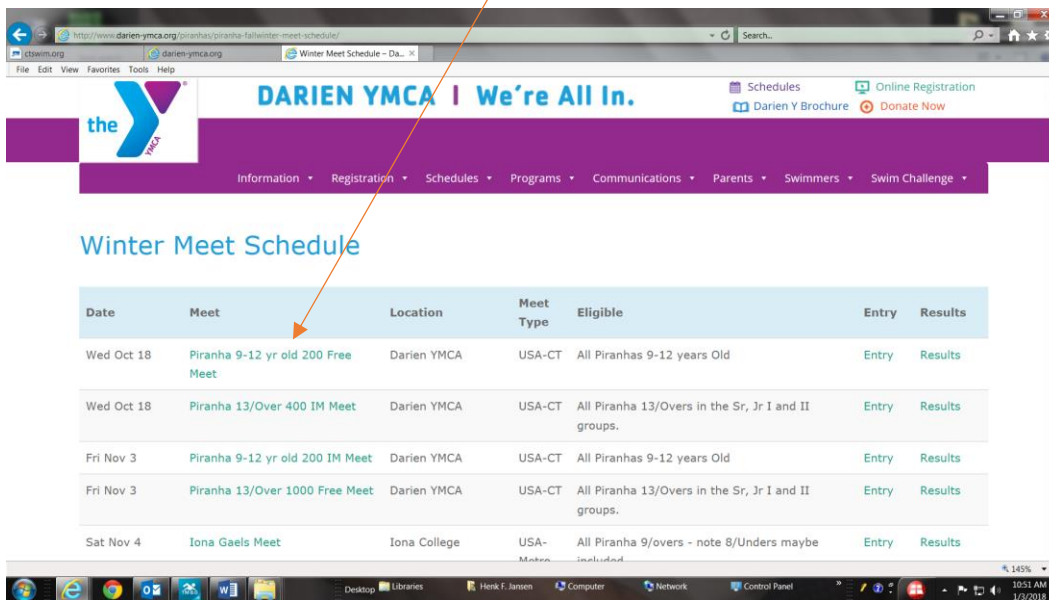 http://www.darien-ymca.org/piranhas/piranha-fallwinter-meet-schedule/
Search...
ctswim.org
darien-ymca.org
Winter Meet Schedule – Da...
File Edit View Favorites Tools Help
the
YMCA
DARIEN YMCA | We're All In.
Schedules
Online Registration
Darien Y Brochure
Donate Now
Information Registration Schedules Programs Communications Parents Swimmers Swim Challenge
Winter Meet Schedule
Date Meet Location Meet Type Eligible Entry Results
Wed Oct 18 Piranha 9-12 yr old 200 Free Meet Darien YMCA USA-CT All Piranhas 9-12 years Old Entry Results
Wed Oct 18 Piranha 13/Over 400 IM Meet Darien YMCA USA-CT All Piranha 13/Overs in the Sr, Jr I and II groups. Entry Results
Fri Nov 3 Piranha 9-12 yr old 200 IM Meet Darien YMCA USA-CT All Piranhas 9-12 years Old Entry Results
Fri Nov 3 Piranha 13/Over 1000 Free Meet Darien YMCA USA-CT All Piranha 13/Overs in the Sr, Jr I and II groups. Entry Results
Sat Nov 4 Iona Gaels Meet Iona College USA-Metro All Piranha 9/overs - note 8/Unders maybe included Entry Results
145%
Desktop Libraries Henk F. Jansen Computer Network Control Panel
10:51 AM
1/3/2018